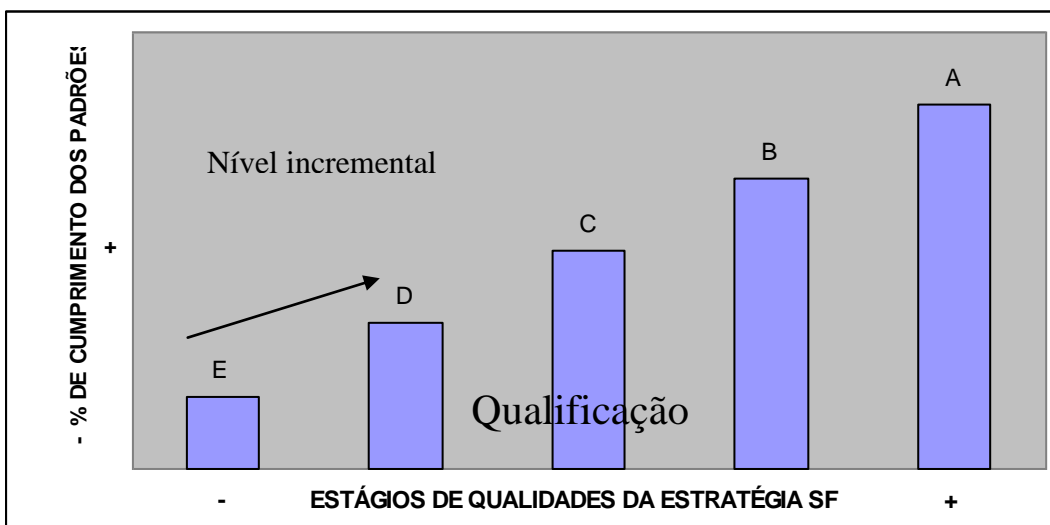 A
B
Nível incremental
C
D
E
Qualificação
- % DE CUMPRIMENTO DOS PADRÕES +
- ESTÁGIOS DE QUALIDADES DA ESTRATÉGIA SF +